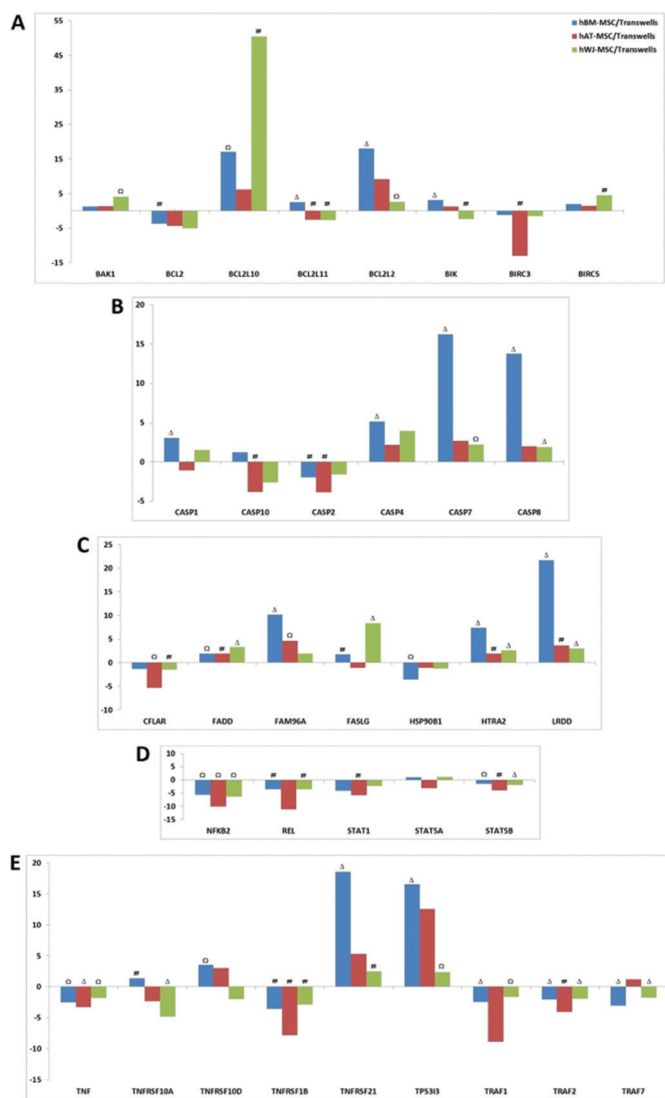 A
hBM-MSC/Transwells
hAT-MSC/Transwells
hWJ-MSC/Transwells
55
45
35
25
15
5
-5
-15
# Ω # Ω # Δ # # Δ Ω Δ # # #
BAK1 BCL2 BCL2L10 BCL2L11 BCL2L2 BIK BIRC3 BIRC5
B
20
15
10
5
0
-5
Δ # # # Δ Δ Ω Δ Δ
CASP1 CASP10 CASP2 CASP4 CASP7 CASP8
C
25
20
15
10
5
0
-5
-10
Ω # Ω # Δ Δ Ω # Δ Ω Δ # Δ Δ # Δ
CFLAR FADD FAM96A FASLG HSP90B1 HTRA2 LRDD
D
10
5
0
-5
-10
-15
Ω Ω Ω # # # Ω # Δ
NFKB2 REL STAT1 STAT5A STAT5B
E
20
15
10
5
0
-5
-10
-15
Ω Δ Ω # Δ Ω # # # Δ # Δ Ω Δ Ω Δ # Δ Δ Δ
TNF TNFRSF10A TNFRSF10D TNFRSF1B TNFRSF21 TP53I3 TRAF1 TRAF2 TRAF7